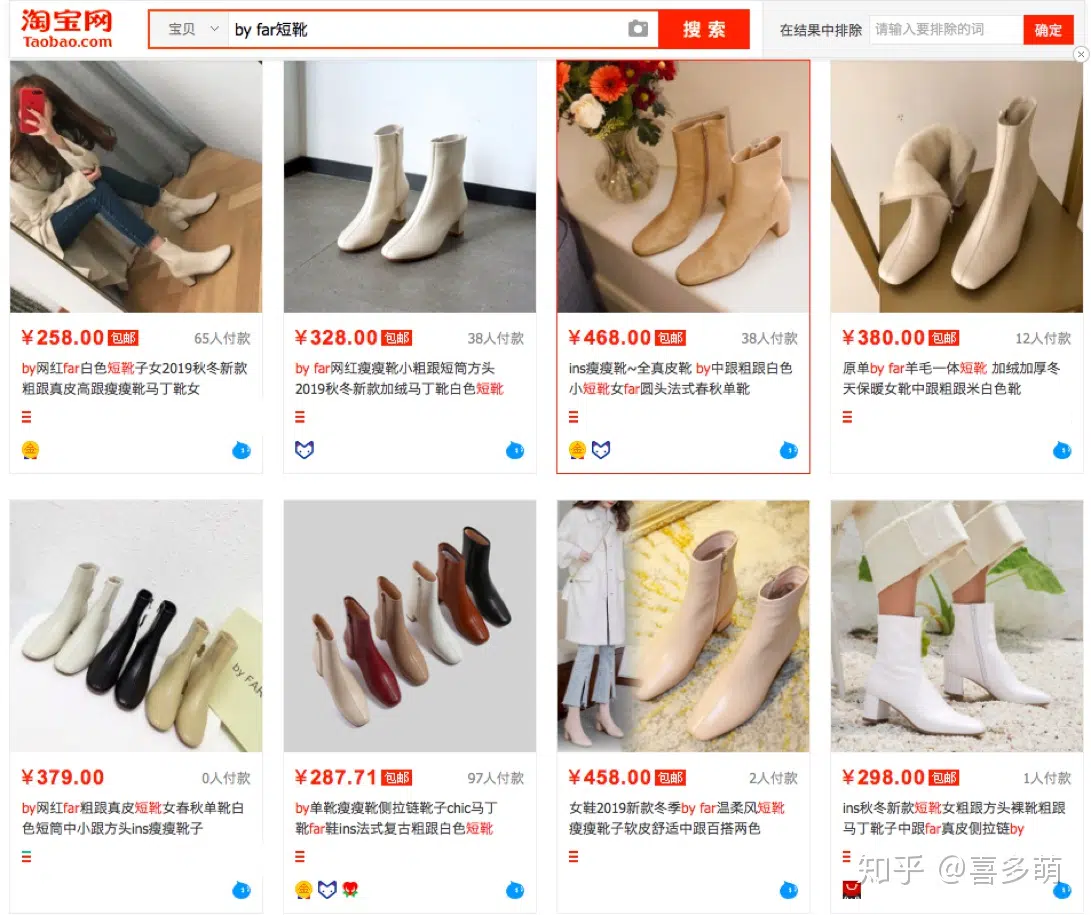 淘宝网
Taobao.com
宝贝
by far短靴
搜 索
在结果中排除
请输入要排除的词
确定
￥258.00 包邮 65人付款
by网红far白色短靴子女2019秋冬新款
粗跟真皮高跟瘦瘦靴马丁靴女
￥328.00 包邮 38人付款
by far网红瘦瘦靴小粗跟短筒方头
2019秋冬新款加绒马丁靴白色短靴
￥468.00 包邮 38人付款
ins瘦瘦靴~全真皮靴 by中跟粗跟白色
小短靴女far圆头法式春秋单靴
￥380.00 包邮 12人付款
原单by far羊毛一体短靴 加绒加厚冬
天保暖女靴中跟粗跟米白色靴
by FAR
￥379.00 0人付款
by网红far粗跟真皮短靴女春秋单靴白
色短筒中小跟方头ins瘦瘦靴子
￥287.71 包邮 97人付款
by单靴瘦瘦靴侧拉链靴子chic马丁
靴far鞋ins法式复古粗跟白色短靴
￥458.00 包邮 2人付款
女鞋2019新款冬季by far温柔风短靴
瘦瘦靴子软皮舒适中跟百搭两色
￥298.00 包邮 1人付款
ins秋冬新款短靴女粗跟方头裸靴粗跟
马丁靴子中跟far真皮侧拉链by
知乎 @喜多萌